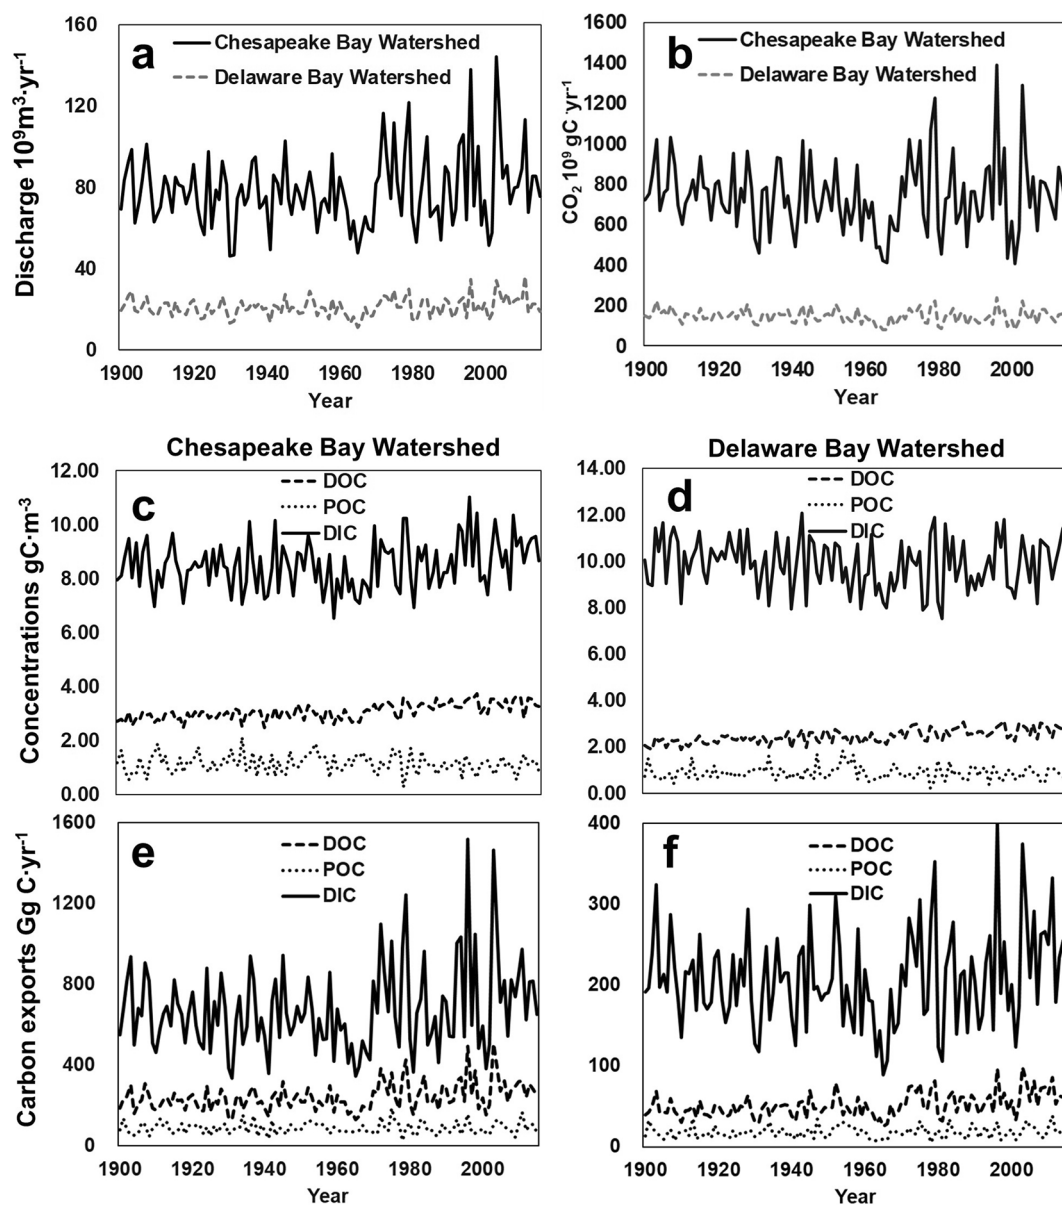 a
Chesapeake Bay Watershed
Delaware Bay Watershed
Discharge 10⁹m³·yr⁻¹
160
120
80
40
0
1900 1920 1940 1960 1980 2000
Year
b
Chesapeake Bay Watershed
Delaware Bay Watershed
CO₂ 10⁹ gC·yr⁻¹
1600
1400
1200
1000
800
600
400
200
0
1900 1920 1940 1960 1980 2000
Year
Chesapeake Bay Watershed
c
DOC
POC
DIC
Concentrations gC·m⁻³
12.00
10.00
8.00
6.00
4.00
2.00
0.00
Delaware Bay Watershed
d
DOC
POC
DIC
14.00
12.00
10.00
8.00
6.00
4.00
2.00
0.00
e
DOC
POC
DIC
Carbon exports Gg C·yr⁻¹
1600
1200
800
400
0
1900 1920 1940 1960 1980 2000
Year
f
DOC
POC
DIC
400
300
200
100
0
1900 1920 1940 1960 1980 2000
Year